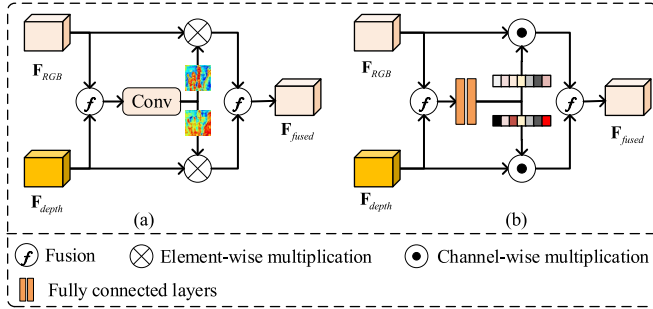 F_RGB
f
Conv
f
F_fused
F_depth
(a)
F_RGB
f
f
F_fused
F_depth
(b)
f Fusion
Element-wise multiplication
Channel-wise multiplication
Fully connected layers